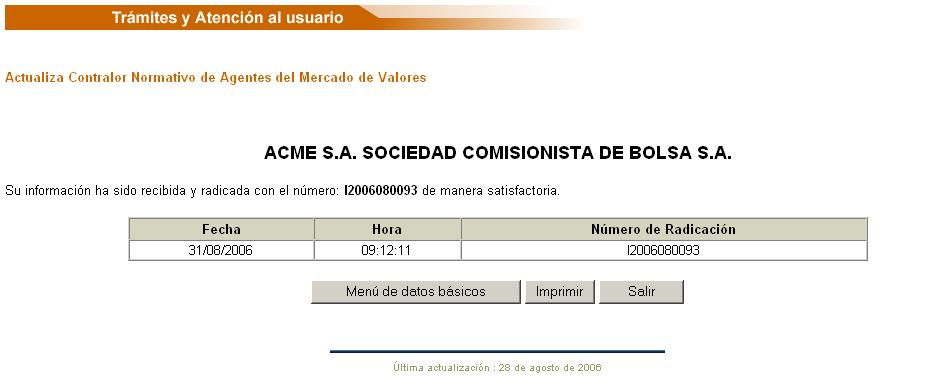 Trámites y Atención al usuario
Actualiza Contralor Normativo de Agentes del Mercado de Valores
ACME S.A. SOCIEDAD COMISIONISTA DE BOLSA S.A.
Su información ha sido recibida y radicada con el número: I2006080093 de manera satisfactoria.
Fecha Hora Número de Radicación
31/08/2006 09:12:11 I2006080093
Menú de datos básicos Imprimir Salir
Última actualización : 28 de agosto de 2006